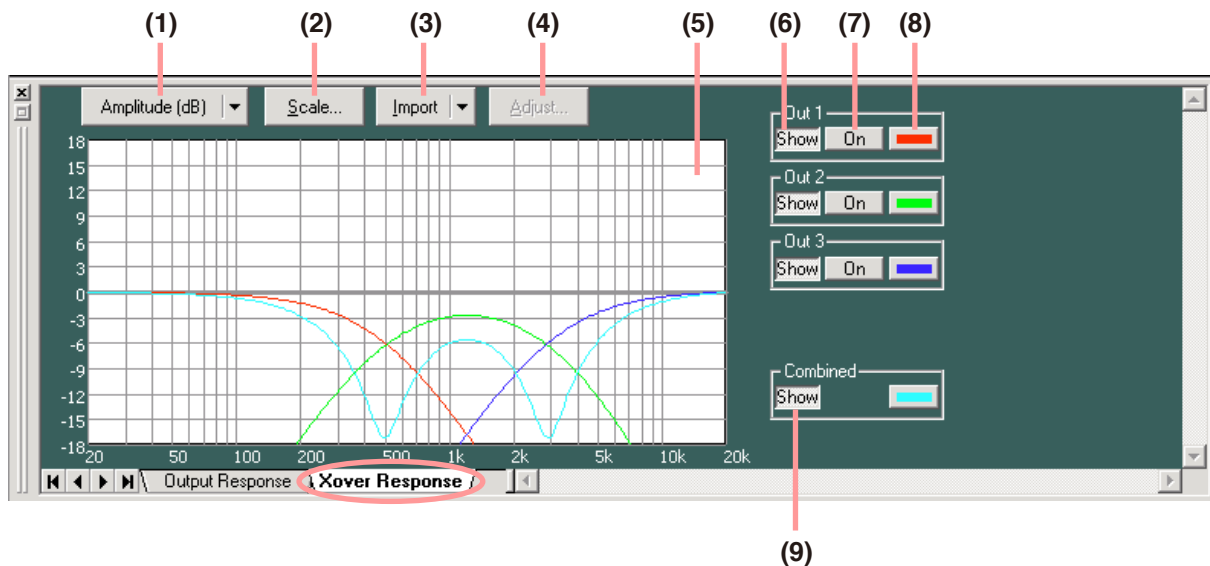 (1) (2) (3) (4) (5) (6) (7) (8)
Amplitude (dB) Scale... Import Adjust...
Out 1
Show On
Out 2
Show On
Out 3
Show On
Combined
Show
18
15
12
9
6
3
0
-3
-6
-9
-12
-15
-18
20 50 100 200 500 1k 2k 5k 10k 20k
Output Response Xover Response
(9)